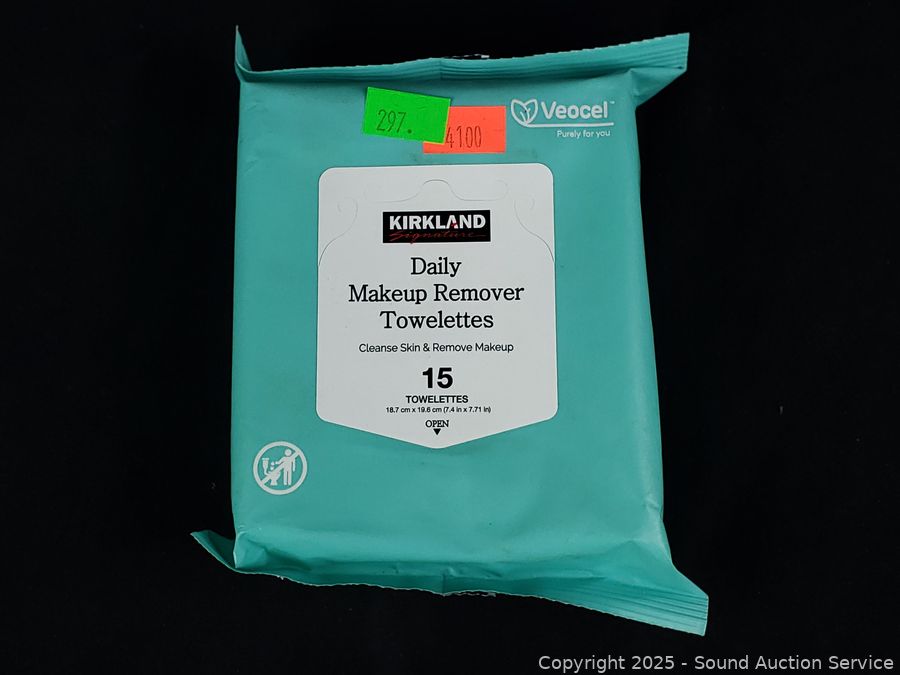 297.
4100
Veocel™
Purely for you
KIRKLAND
Signature
Daily
Makeup Remover
Towelettes
Cleanse Skin & Remove Makeup
15
TOWELETTES
18.7 cm x 19.6 cm (7.4 in x 7.71 in)
OPEN
Copyright 2025 - Sound Auction Service